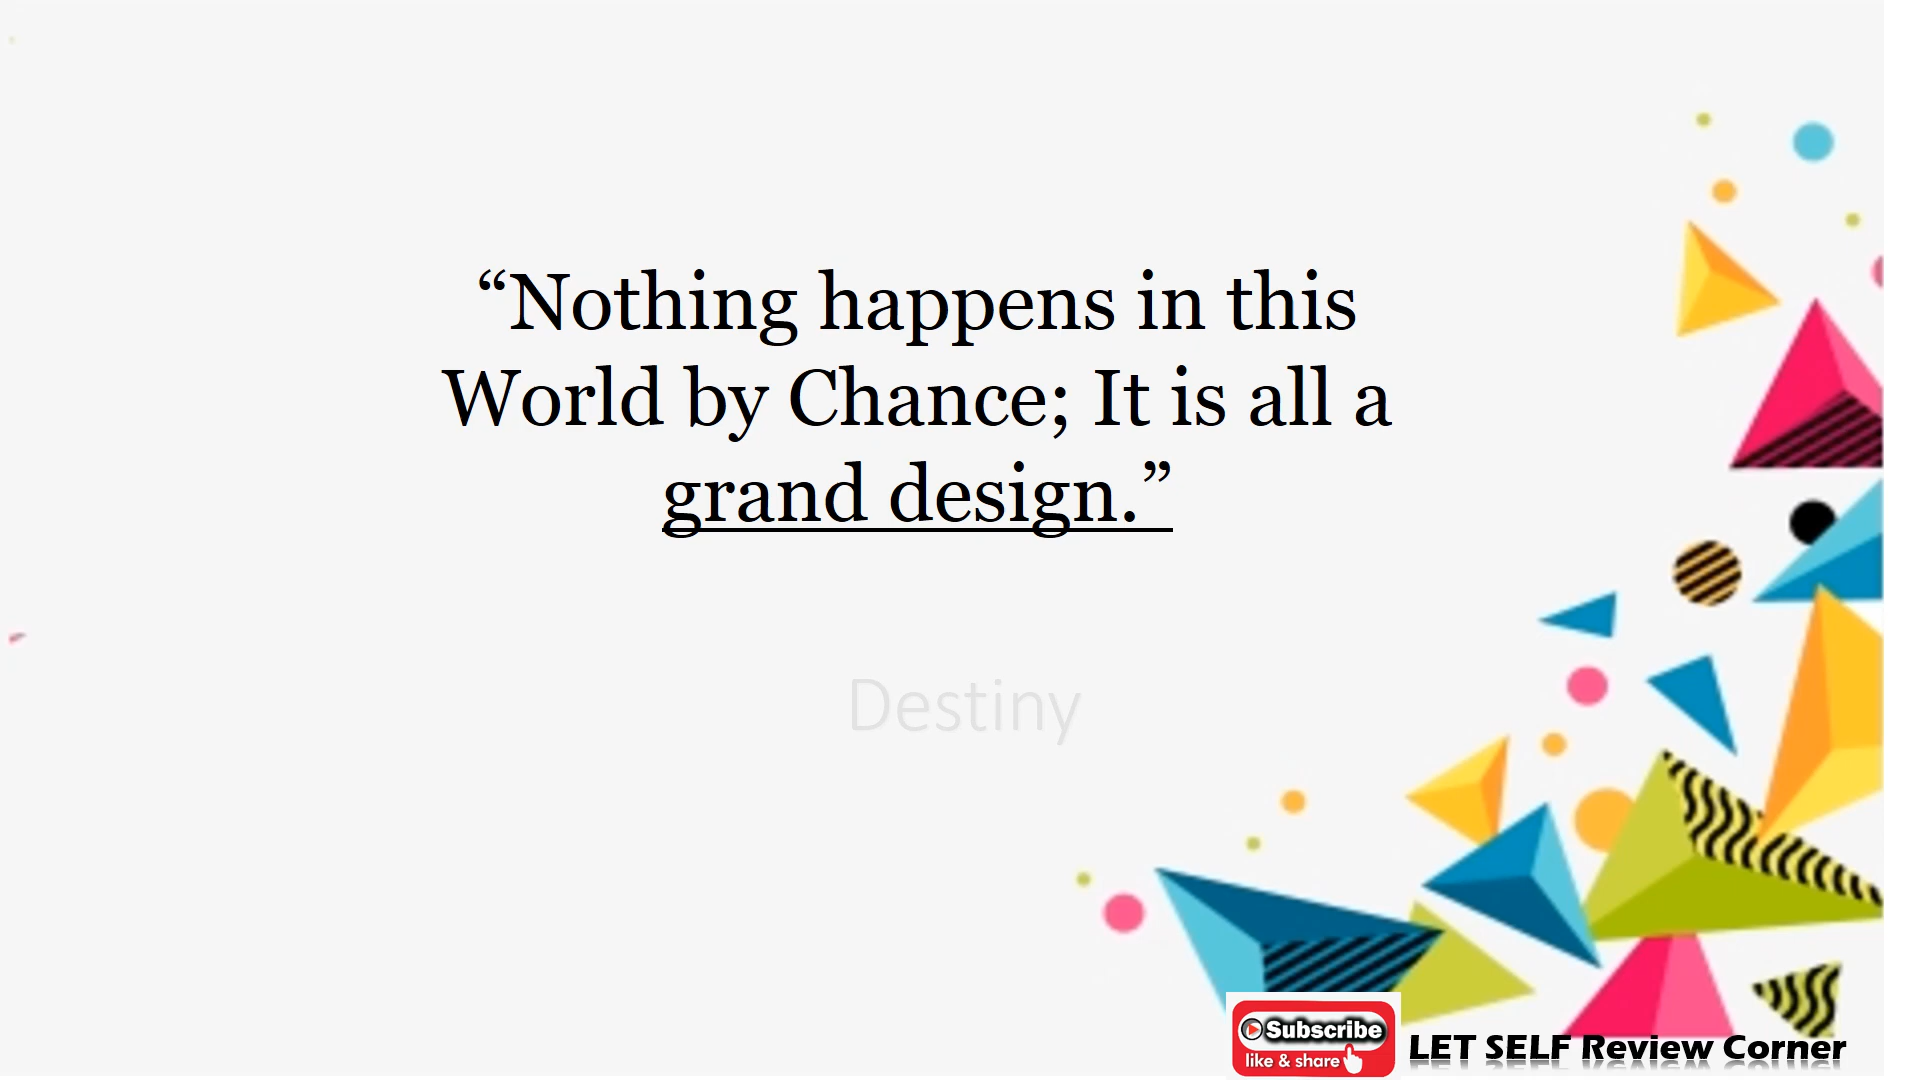 “Nothing happens in this
World by Chance; It is all a
grand design.”
Destiny
Subscribe
like & share
LET SELF Review Corner